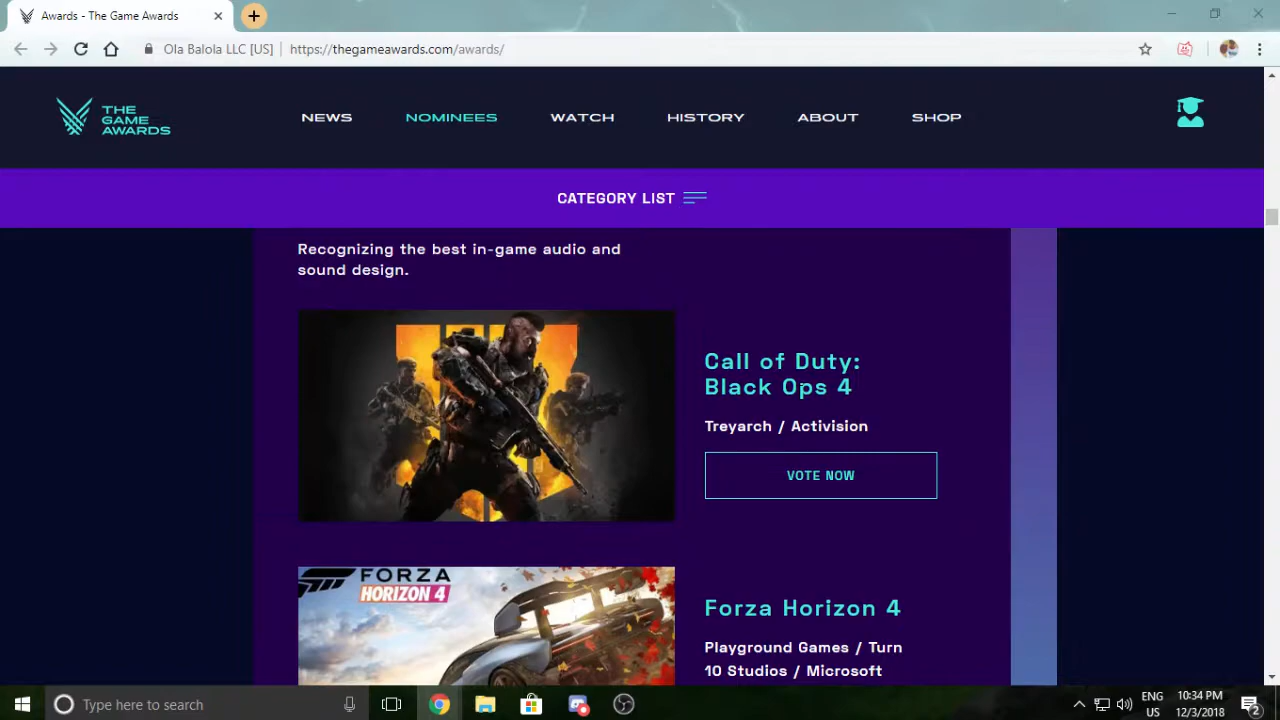 Awards - The Game Awards
Ola Balola LLC [US] | https://thegameawards.com/awards/
THE
GAME
AWARDS
NEWS NOMINEES WATCH HISTORY ABOUT SHOP
CATEGORY LIST
Recognizing the best in-game audio and
sound design.
Call of Duty:
Black Ops 4
Treyarch / Activision
VOTE NOW
FORZA
HORIZON 4
Forza Horizon 4
Playground Games / Turn
10 Studios / Microsoft
Type here to search
ENG
US
10:34 PM
12/3/2018
2